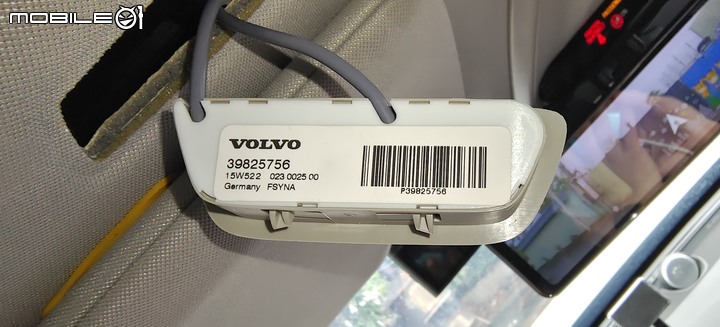 MOBILE01
VOLVO
39825756
15W522 023 0025 00
Germany FSYNA
P39825756